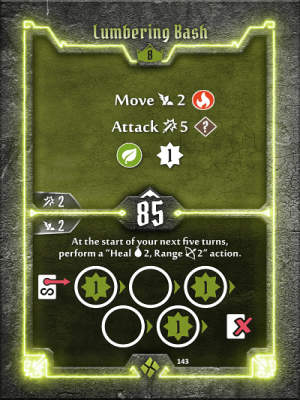 Lumbering Bash
8
Move 2
Attack 5 ?
1
2
85
2
At the start of your next five turns,
perform a "Heal 2, Range 2" action.
S 1 1
1
143